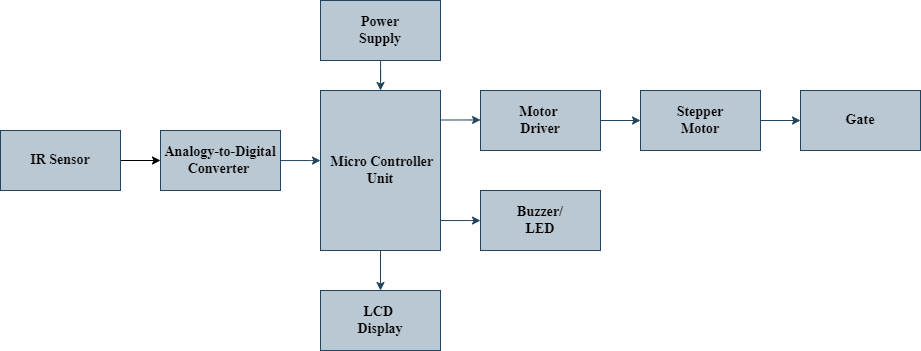 Power
Supply
IR Sensor
Analogy-to-Digital
Converter
Micro Controller
Unit
Motor
Driver
Stepper
Motor
Gate
Buzzer/
LED
LCD
Display